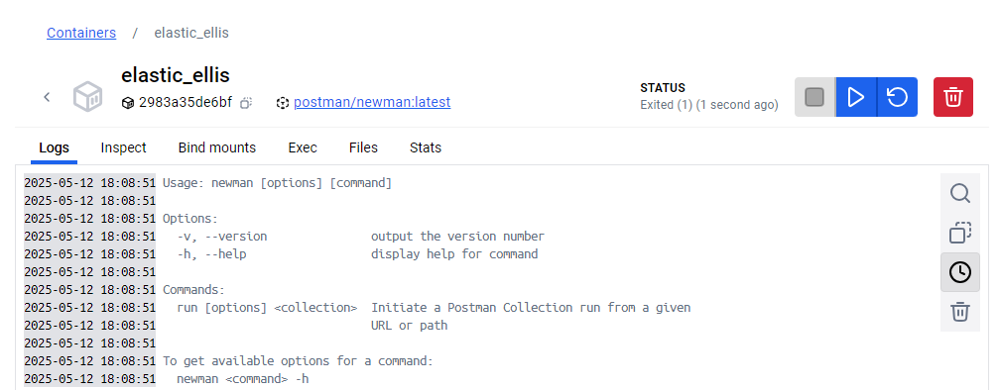 Containers / elastic_ellis
elastic_ellis
2983a35de6bf postman/newman:latest
STATUS
Exited (1) (1 second ago)
Logs Inspect Bind mounts Exec Files Stats
2025-05-12 18:08:51 Usage: newman [options] [command]
2025-05-12 18:08:51
2025-05-12 18:08:51 Options:
2025-05-12 18:08:51   -v, --version               output the version number
2025-05-12 18:08:51   -h, --help                  display help for command
2025-05-12 18:08:51
2025-05-12 18:08:51 Commands:
2025-05-12 18:08:51   run [options] <collection>  Initiate a Postman Collection run from a given
2025-05-12 18:08:51                               URL or path
2025-05-12 18:08:51
2025-05-12 18:08:51 To get available options for a command:
2025-05-12 18:08:51   newman <command> -h